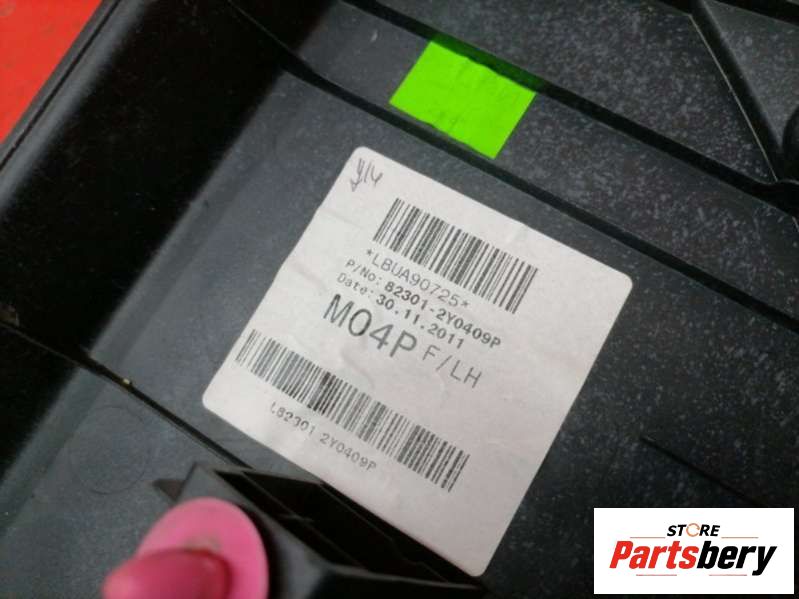 *LBUA90725*
P/No: 82301-2Y0409P
Date: 30.11.2011
M04P F/LH
L82301 2Y0409P
STORE
Partsbery